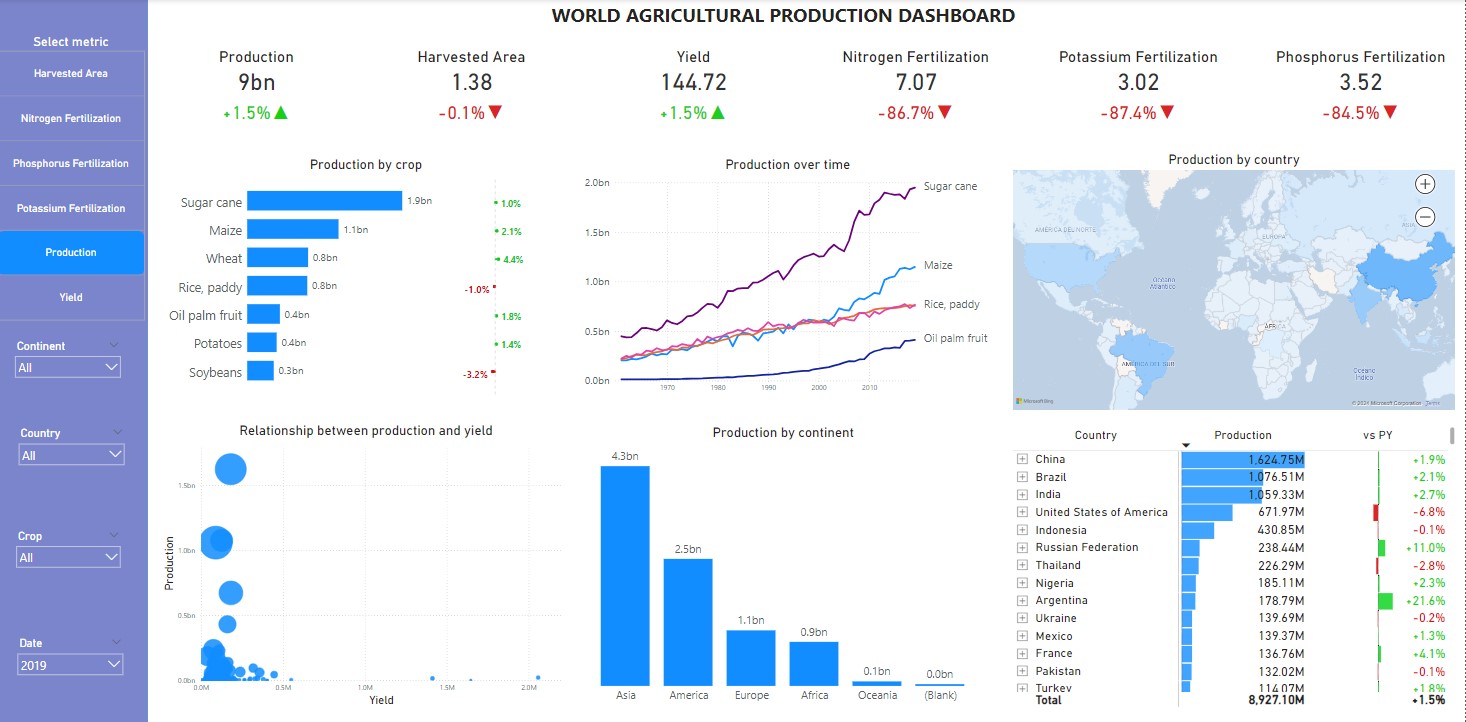 WORLD AGRICULTURAL PRODUCTION DASHBOARD
Select metric
Harvested Area
Nitrogen Fertilization
Phosphorus Fertilization
Potassium Fertilization
Production
Yield
Continent
All
Country
All
Crop
All
Date
2019
Production
9bn
+1.5%
Harvested Area
1.38
-0.1%
Yield
144.72
+1.5%
Nitrogen Fertilization
7.07
-86.7%
Potassium Fertilization
3.02
-87.4%
Phosphorus Fertilization
3.52
-84.5%
Production by crop
Sugar cane 1.9bn 1.0%
Maize 1.1bn 2.1%
Wheat 0.8bn 4.4%
Rice, paddy 0.8bn -1.0%
Oil palm fruit 0.4bn 1.8%
Potatoes 0.4bn 1.4%
Soybeans 0.3bn -3.2%
Production over time
2.0bn
1.5bn
1.0bn
0.5bn
0.0bn
1970 1980 1990 2000 2010
Sugar cane
Maize
Rice, paddy
Oil palm fruit
Production by country
AMÉRICA DEL NORTE
EUROPA
ASIA
Océano
Atlántico
ÁFRICA
AMÉRICA DEL SUR
Océano
Índico
Microsoft Bing
© 2024 Microsoft Corporation Terms
Relationship between production and yield
Production
1.5bn
1.0bn
0.5bn
0.0bn
0.0M 0.5M 1.0M 1.5M 2.0M
Yield
Production by continent
4.3bn
2.5bn
1.1bn
0.9bn
0.1bn
0.0bn
Asia America Europe Africa Oceania (Blank)
Country Production vs PY
China 1,624.75M +1.9%
Brazil 1,076.51M +2.1%
India 1,059.33M +2.7%
United States of America 671.97M -6.8%
Indonesia 430.85M -0.1%
Russian Federation 238.44M +11.0%
Thailand 226.29M -2.8%
Nigeria 185.11M +2.3%
Argentina 178.79M +21.6%
Ukraine 139.69M -0.2%
Mexico 139.37M +1.3%
France 136.76M +4.1%
Pakistan 132.02M -0.1%
Turkey 114.07M +1.8%
Total 8,927.10M +1.5%